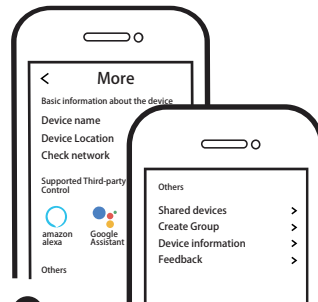 <
More
Basic information about the device
Device name
Device Location
Check network
Supported Third-party
Control
amazon
alexa
Google
Assistant
Others
Others
Shared devices >
Create Group >
Device information >
Feedback >